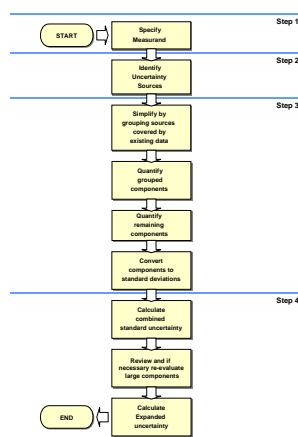 Step 1
START
Specify
Measurand
Step 2
Identify
Uncertainty
Sources
Step 3
Simplify by
grouping sources
covered by
existing data
Quantify
grouped
components
Quantify
remaining
components
Convert
components to
standard deviations
Step 4
Calculate
combined
standard uncertainty
Review and if
necessary re-evaluate
large components
END
Calculate
Expanded
uncertainty